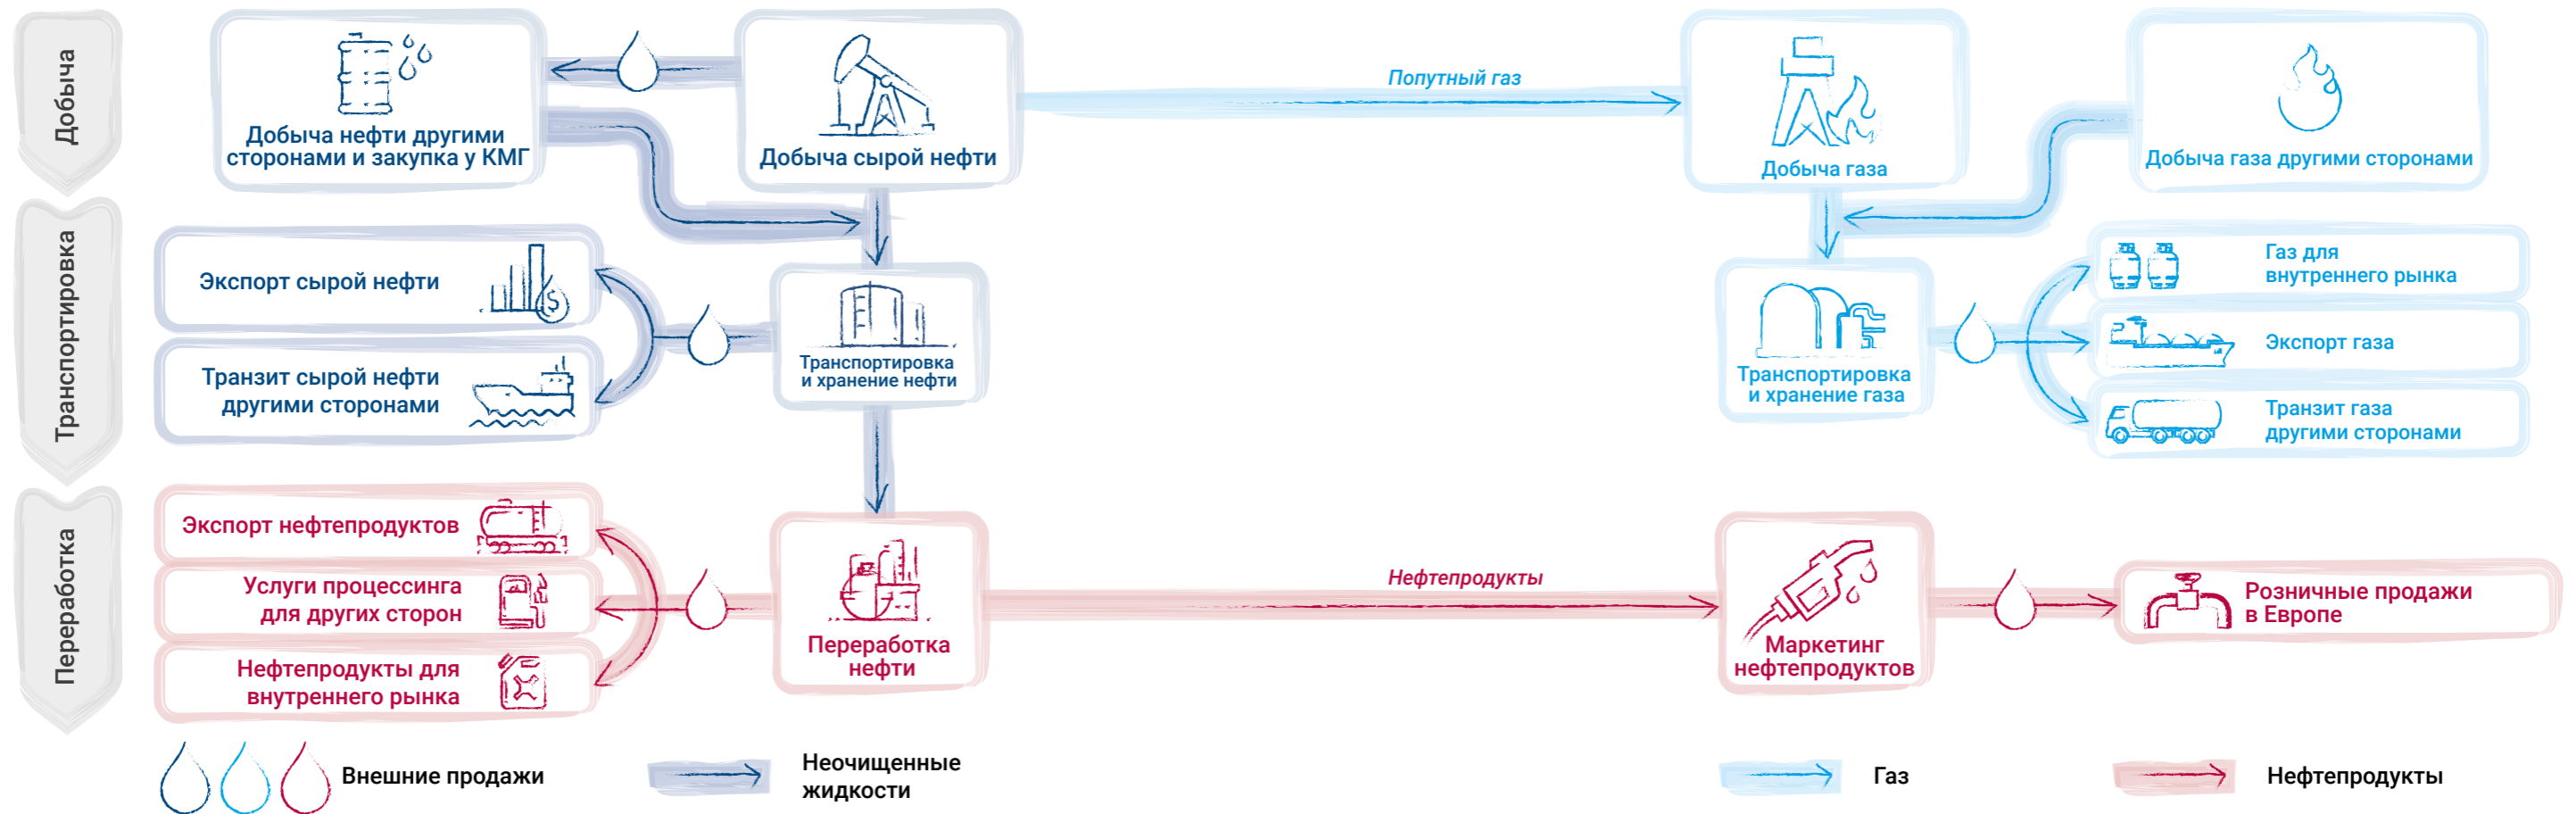 Добыча
Добыча нефти другими
сторонами и закупка у КМГ
Добыча сырой нефти
Попутный газ
Добыча газа
Добыча газа другими сторонами
Транспортировка
Экспорт сырой нефти
$
Транзит сырой нефти
другими сторонами
Транспортировка
и хранение нефти
Транспортировка
и хранение газа
Газ для
внутреннего рынка
Экспорт газа
Транзит газа
другими сторонами
Переработка
Экспорт нефтепродуктов
Услуги процессинга
для других сторон
Нефтепродукты для
внутреннего рынка
Переработка
нефти
Нефтепродукты
Маркетинг
нефтепродуктов
Розничные продажи
в Европе
Внешние продажи
Неочищенные
жидкости
Газ
Нефтепродукты